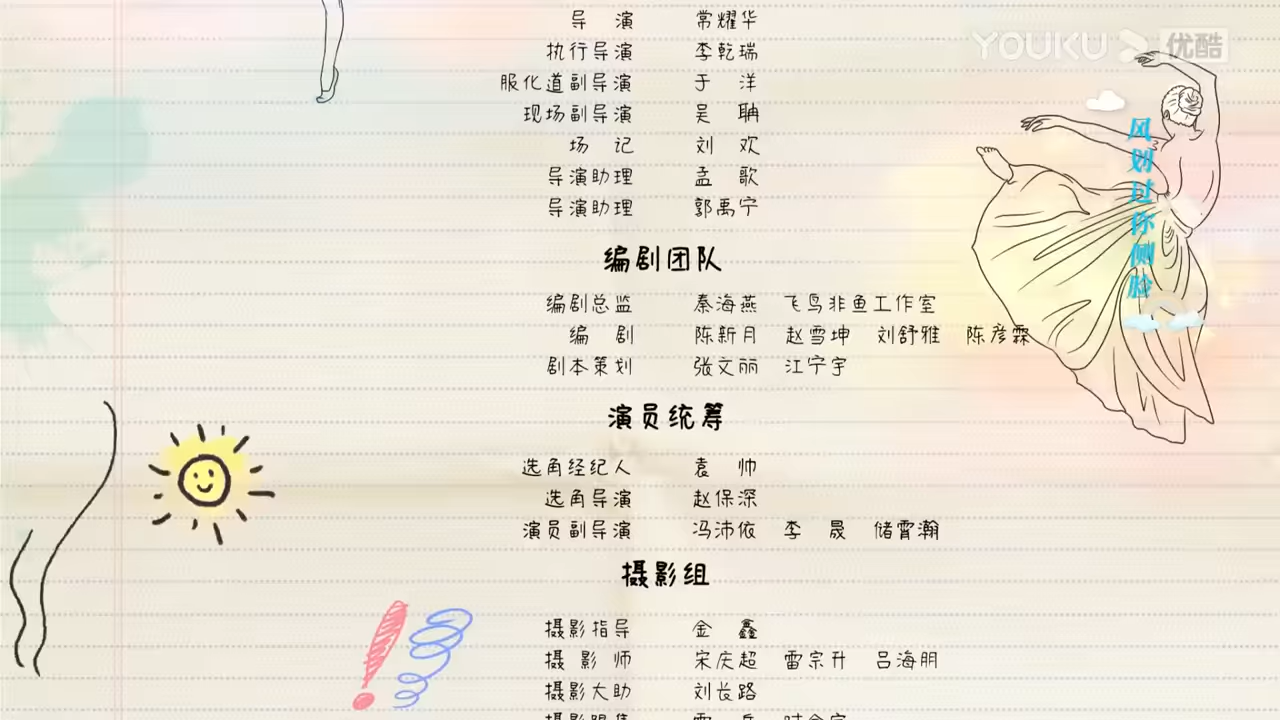 导 演 常耀华
执行导演 李乾瑞
服化道副导演 于 洋
现场副导演 吴 聃
场 记 刘 欢
导演助理 孟 歌
导演助理 郭禹宁
编剧团队
编剧总监 秦海燕 飞鸟非鱼工作室
编 剧 陈新月 赵雪坤 刘舒雅 陈彦霖
剧本策划 张文丽 江宁宇
演员统筹
选角经纪人 袁 帅
选角导演 赵保深
演员副导演 冯沛依 李 晟 储霄瀚
摄影组
摄影指导 金 鑫
摄 影 师 宋庆超 雷宗升 吕海朋
摄影大助 刘长路
YOUKU 优酷
风划过你侧脸